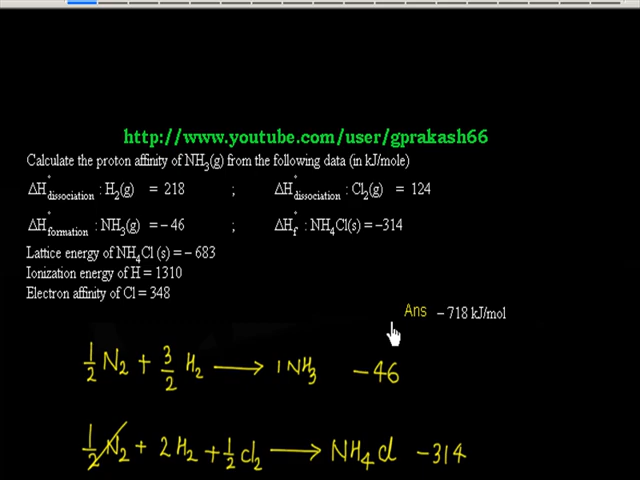 http://www.youtube.com/user/gprakash66
Calculate the proton affinity of NH₃(g) from the following data (in kJ/mole)
ΔH°dissociation : H₂(g) = 218 ; ΔH°dissociation : Cl₂(g) = 124
ΔH°formation : NH₃(g) = – 46 ; ΔH°f : NH₄Cl(s) = –314
Lattice energy of NH₄Cl (s) = – 683
Ionization energy of H = 1310
Electron affinity of Cl = 348
Ans – 718 kJ/mol
1/2 N₂ + 3/2 H₂ ⟶ 1 NH₃ – 46
1/2 N₂ + 2 H₂ + 1/2 Cl₂ ⟶ NH₄Cl – 314